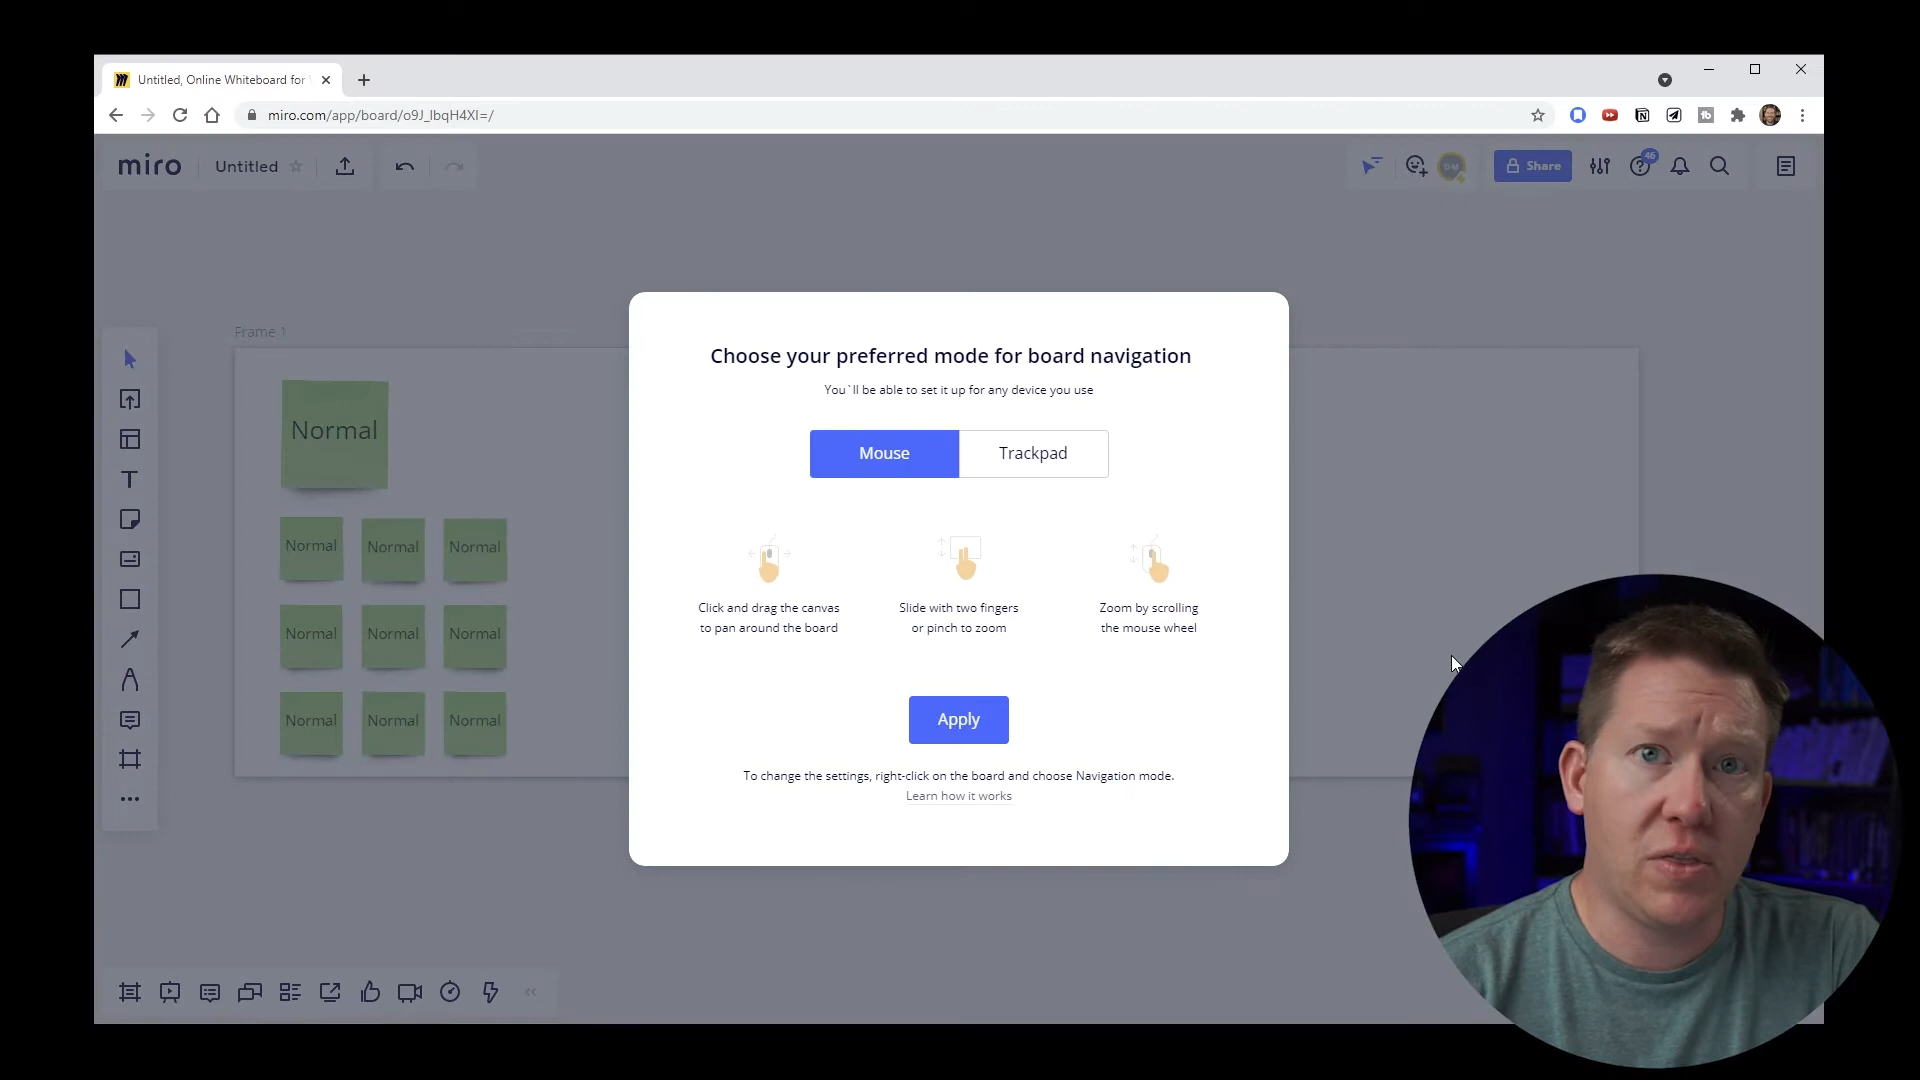 Untitled, Online Whiteboard for
miro.com/app/board/o9J_lbqH4XI=/
miro
Untitled
DM
Share
46
Frame 1
Normal
Normal Normal Normal
Normal Normal Normal
Normal Normal Normal
Choose your preferred mode for board navigation
You`ll be able to set it up for any device you use
Mouse Trackpad
Click and drag the canvas
to pan around the board
Slide with two fingers
or pinch to zoom
Zoom by scrolling
the mouse wheel
Apply
To change the settings, right-click on the board and choose Navigation mode.
Learn how it works